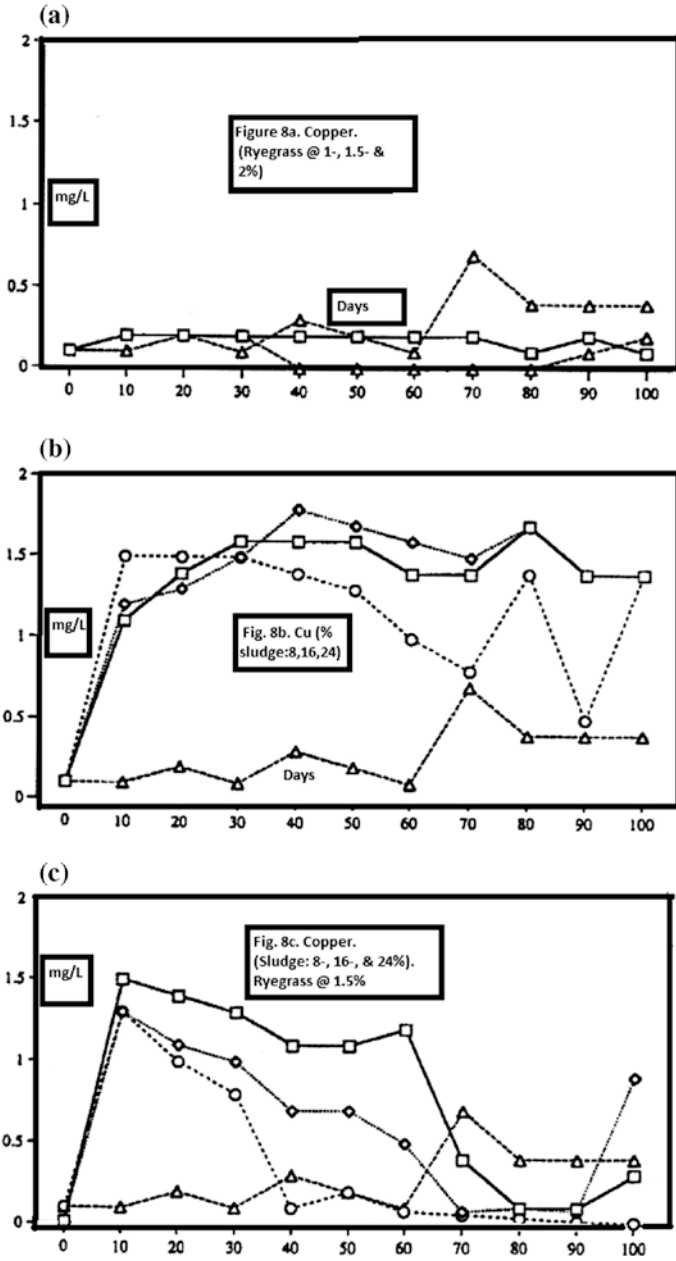 (a)
2
1.5
1
0.5
0
mg/L
Figure 8a. Copper.
(Ryegrass @ 1-, 1.5- &
2%)
Days
0 10 20 30 40 50 60 70 80 90 100
(b)
2
1.5
1
0.5
0
mg/L
Fig. 8b. Cu (%
sludge:8,16,24)
Days
0 10 20 30 40 50 60 70 80 90 100
(c)
2
1.5
1
0.5
0
mg/L
Fig. 8c. Copper.
(Sludge: 8-, 16-, & 24%).
Ryegrass @ 1.5%
0 10 20 30 40 50 60 70 80 90 100